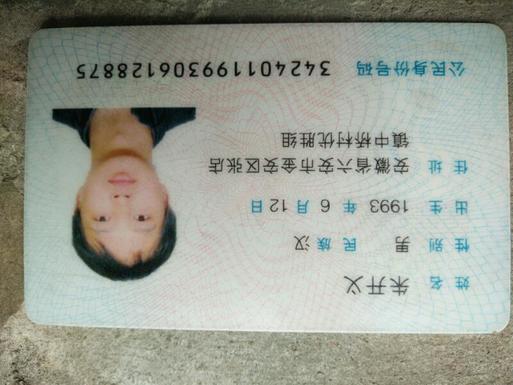 姓名 朱开义
性别 男 民族 汉
出生 1993 年 6 月 12 日
住址 安徽省六安市金安区张店
镇中桥村优胜组
公民身份号码 342401199306128875